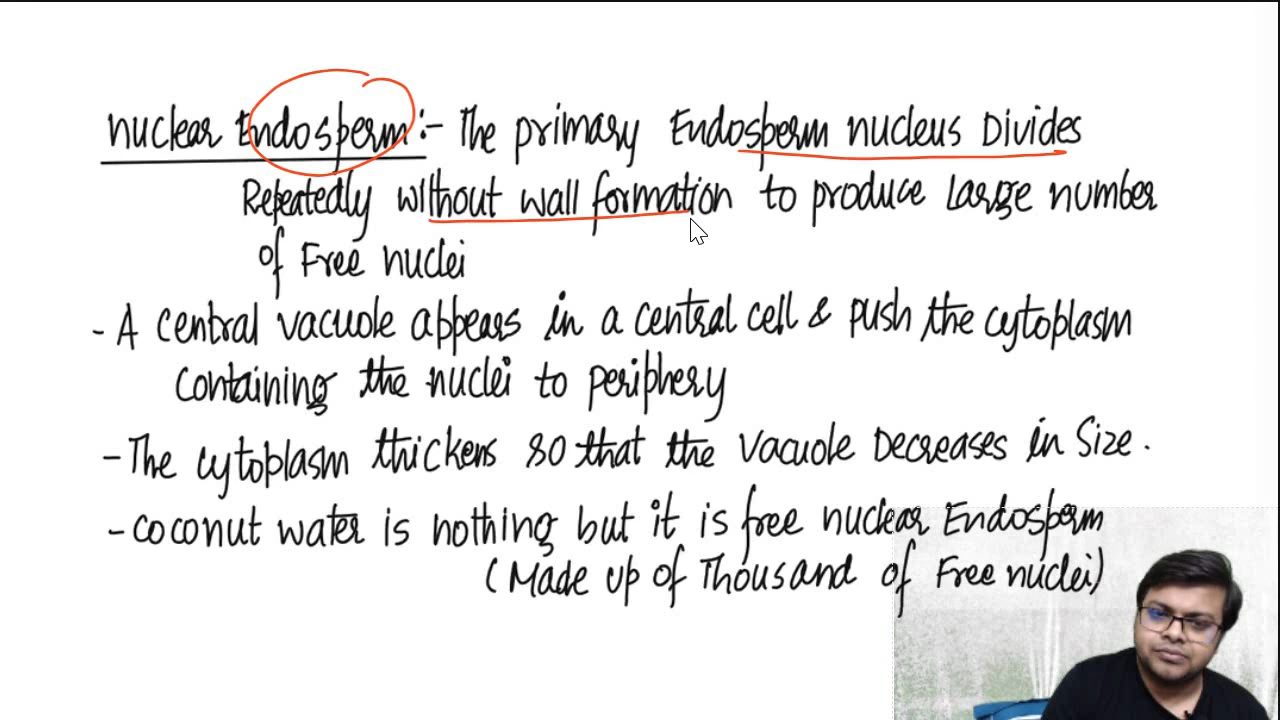 nuclear Endosperm :- The primary Endosperm nucleus Divides
Repeatedly without wall formation to produce Large number
of Free nuclei
- A central vacuole appears in a central cell & push the cytoplasm
containing the nuclei to periphery
- The cytoplasm thickens so that the vacuole Decreases in Size.
- coconut water is nothing but it is free nuclear Endosperm
(Made up of Thousand of Free nuclei)